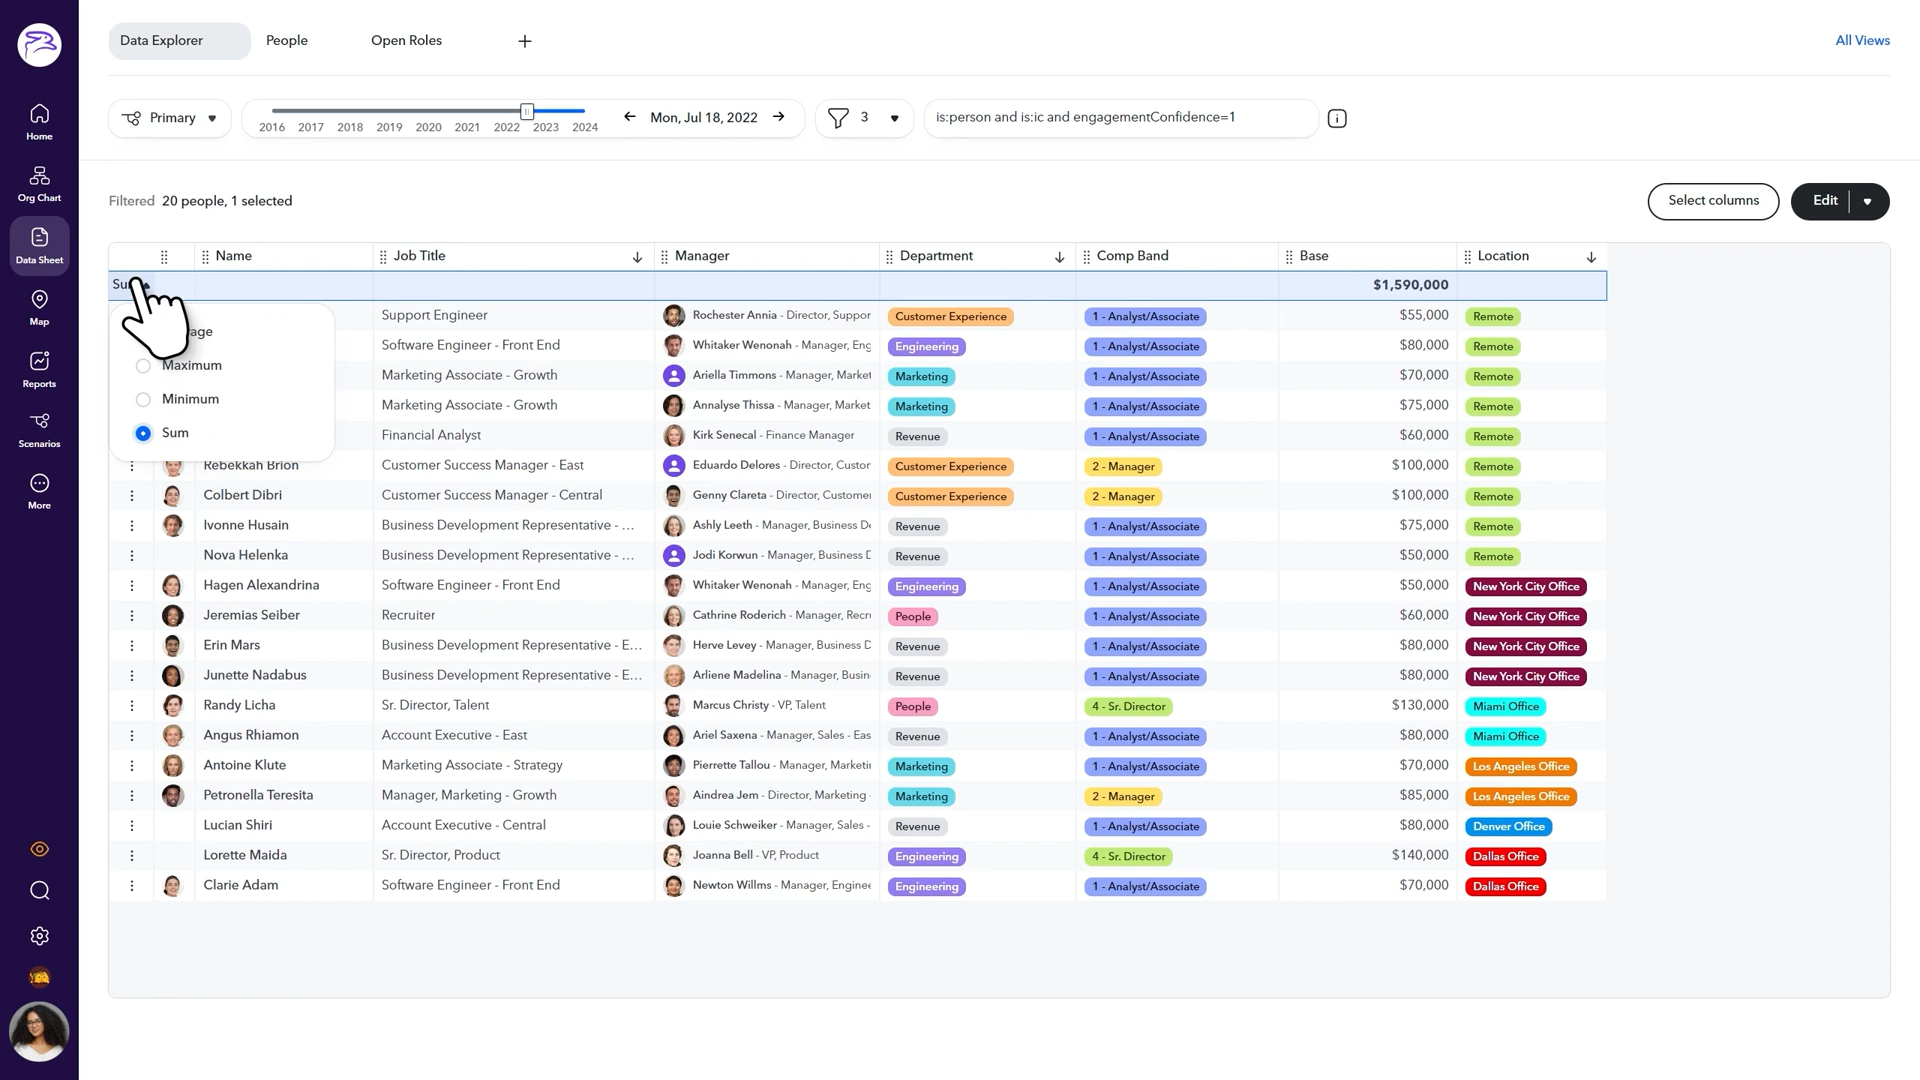 Data Explorer People Open Roles + All Views
Home
Org Chart
Data Sheet
Map
Reports
Scenarios
More
Primary
2016 2017 2018 2019 2020 2021 2022 2023 2024
Mon, Jul 18, 2022
3
is:person and is:ic and engagementConfidence=1
Filtered 20 people, 1 selected
Select columns
Edit
Name Job Title Manager Department Comp Band Base Location
$1,590,000
Maximum
Minimum
Sum
Support Engineer Rochester Annia - Director, Suppor Customer Experience 1 - Analyst/Associate $55,000 Remote
Software Engineer - Front End Whitaker Wenonah - Manager, Eng Engineering 1 - Analyst/Associate $80,000 Remote
Marketing Associate - Growth Ariella Timmons - Manager, Market Marketing 1 - Analyst/Associate $70,000 Remote
Marketing Associate - Growth Annalyse Thissa - Manager, Market Marketing 1 - Analyst/Associate $75,000 Remote
Financial Analyst Kirk Senecal - Finance Manager Revenue 1 - Analyst/Associate $60,000 Remote
Rebekkah Brion Customer Success Manager - East Eduardo Delores - Director, Custor Customer Experience 2 - Manager $100,000 Remote
Colbert Dibri Customer Success Manager - Central Genny Clareta - Director, Customer Customer Experience 2 - Manager $100,000 Remote
Ivonne Husain Business Development Representative - ... Ashly Leeth - Manager, Business De Revenue 1 - Analyst/Associate $75,000 Remote
Nova Helenka Business Development Representative - ... Jodi Korwun - Manager, Business D Revenue 1 - Analyst/Associate $50,000 Remote
Hagen Alexandrina Software Engineer - Front End Whitaker Wenonah - Manager, Eng Engineering 1 - Analyst/Associate $50,000 New York City Office
Jeremias Seiber Recruiter Cathrine Roderich - Manager, Recru People 1 - Analyst/Associate $60,000 New York City Office
Erin Mars Business Development Representative - E... Herve Levey - Manager, Business D Revenue 1 - Analyst/Associate $80,000 New York City Office
Junette Nadabus Business Development Representative - E... Arliene Madelina - Manager, Busin Revenue 1 - Analyst/Associate $80,000 New York City Office
Randy Licha Sr. Director, Talent Marcus Christy - VP, Talent People 4 - Sr. Director $130,000 Miami Office
Angus Rhiamon Account Executive - East Ariel Saxena - Manager, Sales - Eas Revenue 1 - Analyst/Associate $80,000 Miami Office
Antoine Klute Marketing Associate - Strategy Pierrette Tallou - Manager, Marketin Marketing 1 - Analyst/Associate $70,000 Los Angeles Office
Petronella Teresita Manager, Marketing - Growth Aindrea Jem - Director, Marketing - Marketing 2 - Manager $85,000 Los Angeles Office
Lucian Shiri Account Executive - Central Louie Schweiker - Manager, Sales - Revenue 1 - Analyst/Associate $80,000 Denver Office
Lorette Maida Sr. Director, Product Joanna Bell - VP, Product Engineering 4 - Sr. Director $140,000 Dallas Office
Clarie Adam Software Engineer - Front End Newton Willms - Manager, Enginee Engineering 1 - Analyst/Associate $70,000 Dallas Office